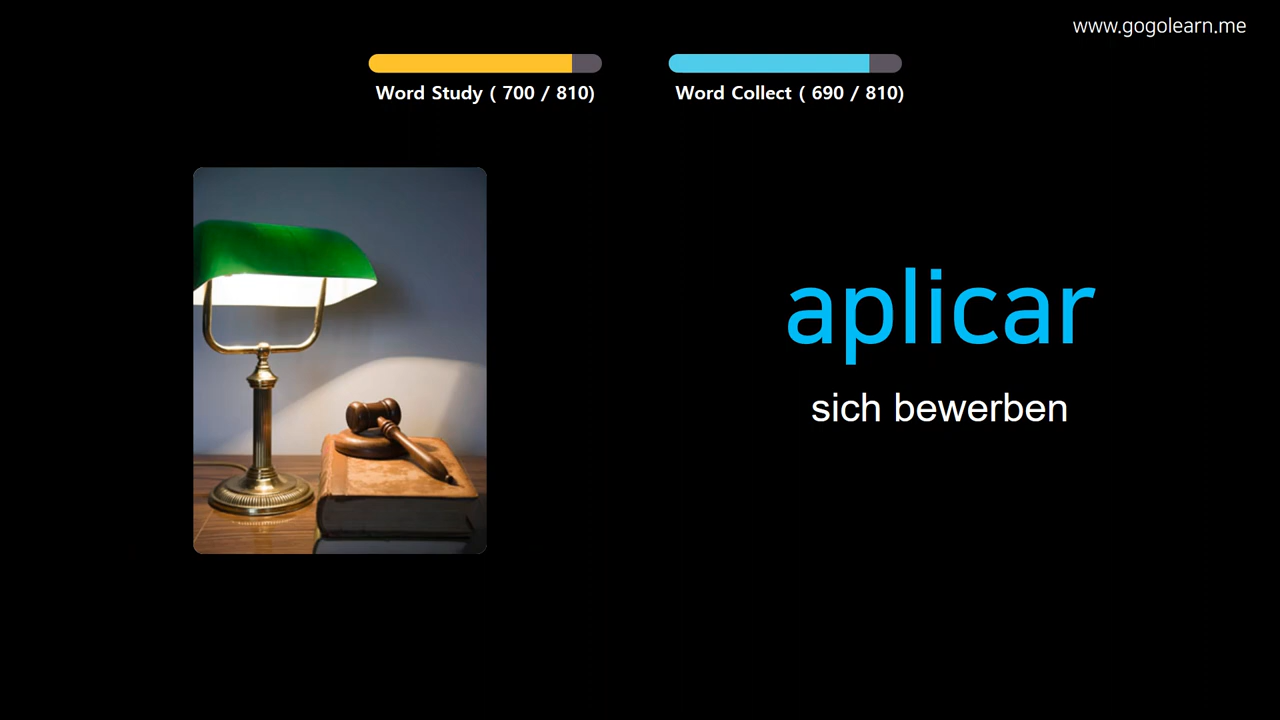 www.gogolearn.me
Word Study ( 700 / 810)
Word Collect ( 690 / 810)
aplicar
sich bewerben